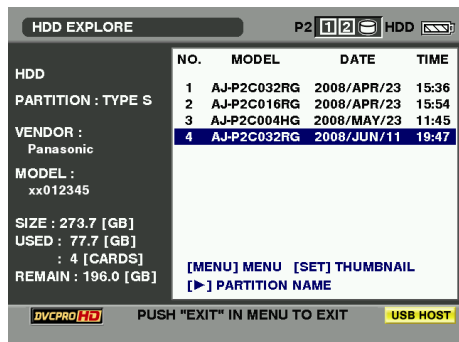 HDD EXPLORE
P2 1 2 HDD
HDD
PARTITION : TYPE S
VENDOR :
Panasonic
MODEL :
xx012345
SIZE : 273.7 [GB]
USED : 77.7 [GB]
: 4 [CARDS]
REMAIN : 196.0 [GB]
NO. MODEL DATE TIME
1 AJ-P2C032RG 2008/APR/23 15:36
2 AJ-P2C016RG 2008/APR/23 15:54
3 AJ-P2C004HG 2008/MAY/23 11:45
4 AJ-P2C032RG 2008/JUN/11 19:47
[MENU] MENU [SET] THUMBNAIL
[▶] PARTITION NAME
DVCPRO HD PUSH "EXIT" IN MENU TO EXIT USB HOST